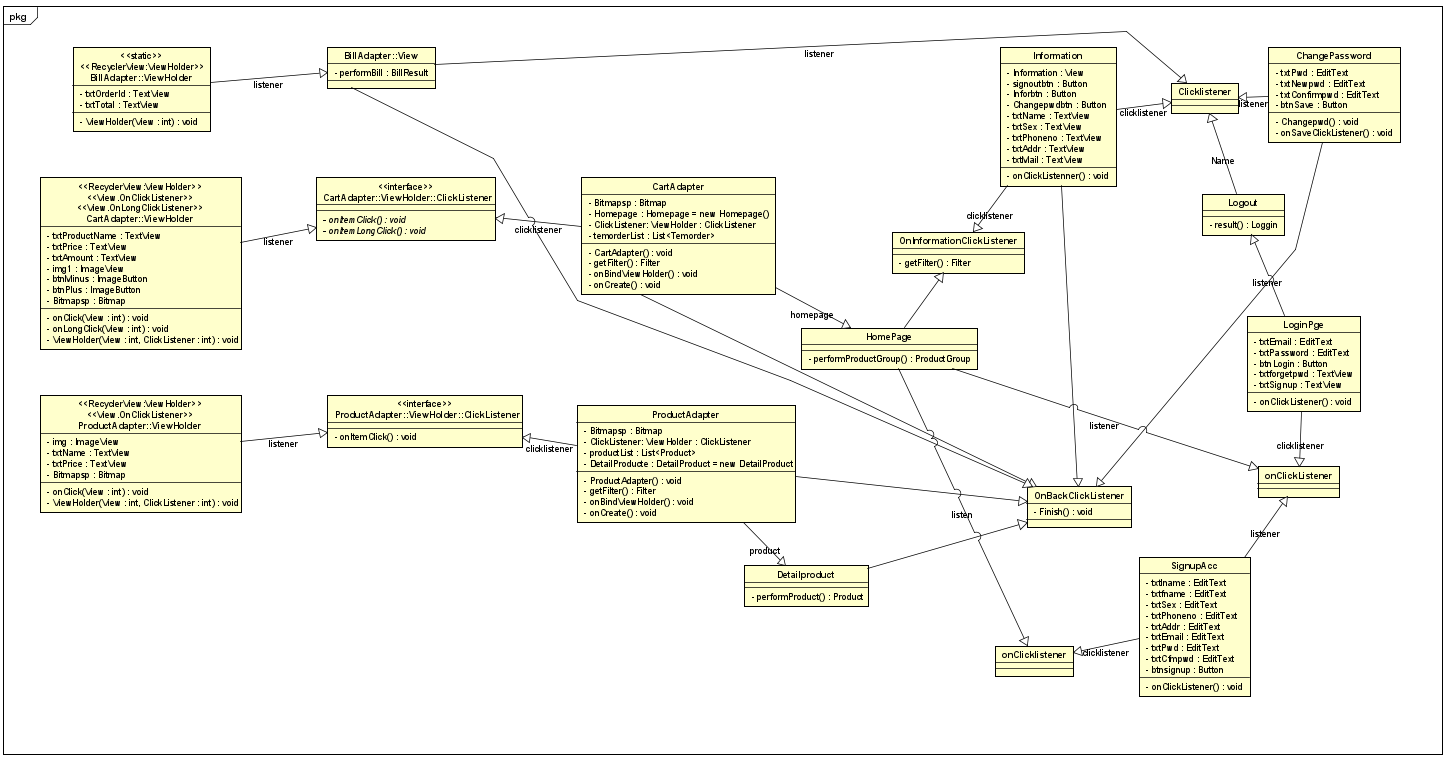 pkg
<<static>>
<<RecyclerView:ViewHolder>>
BillAdapter::ViewHolder
- txtOrderId : TextView
- txtTotal : TextView
- ViewHolder(View : int) : void
listener
BillAdapter::View
- performBill : BillResult
listener
Information
- Information : View
- signoutbtn : Button
- Inforbtn : Button
- Changepwdbtn : Button
- txtName : TextView
- txtSex : TextView
- txtPhoneno : TextView
- txtAddr : TextView
- txtMail : TextView
- onClickListenner() : void
clicklistener
Clicklistener
listener
ChangePassword
- txtPwd : EditText
- txtNewpwd : EditText
- txtConfirmpwd : EditText
- btnSave : Button
- Changepwd() : void
- onSaveClickListener() : void
Name
Logout
- result() : Loggin
listener
<<RecyclerView:ViewHolder>>
<<View.OnClickListener>>
<<View.OnLongClickListener>>
CartAdapter::ViewHolder
- txtProductName : TextView
- txtPrice : TextView
- txtAmount : TextView
- img1 : ImageView
- btnMinus : ImageButton
- btnPlus : ImageButton
- Bitmapsp : Bitmap
- onClick(View : int) : void
- onLongClick(View : int) : void
- ViewHolder(View : int, ClickListener : int) : void
listener
<<interface>>
CartAdapter::ViewHolder::ClickListener
- onItemClick() : void
- onItemLongClick() : void
clicklistener
CartAdapter
- Bitmapsp : Bitmap
- Homepage : Homepage = new Homepage()
- ClickListener: ViewHolder : ClickListener
- temorderList : List<Temorder>
- CartAdapter() : void
- getFilter() : Filter
- onBindViewHolder() : void
- onCreate() : void
homepage
clicklistener
OnInformationClickListener
- getFilter() : Filter
HomePage
- performProductGroup() : ProductGroup
LoginPge
- txtEmail : EditText
- txtPassword : EditText
- btnLogin : Button
- txtforgetpwd : TextView
- txtSignup : TextView
- onClickListener() : void
clicklistener
<<RecyclerView:ViewHolder>>
<<View.OnClickListener>>
ProductAdapter::ViewHolder
- img : ImageView
- txtName : TextView
- txtPrice : TextView
- Bitmapsp : Bitmap
- onClick(View : int) : void
- ViewHolder(View : int, ClickListener : int) : void
listener
<<interface>>
ProductAdapter::ViewHolder::ClickListener
- onItemClick() : void
clicklistener
ProductAdapter
- Bitmapsp : Bitmap
- ClickListener: ViewHolder : ClickListener
- productList : List<Product>
- DetailProducte : DetailProduct = new DetailProduct
- ProductAdapter() : void
- getFilter() : Filter
- onBindViewHolder() : void
- onCreate() : void
product
listener
onClickListener
OnBackClickListener
- Finish() : void
listen
listener
Detailproduct
- performProduct() : Product
SignupAcc
- txtlname : EditText
- txtfname : EditText
- txtSex : EditText
- txtPhoneno : EditText
- txtAddr : EditText
- txtEmail : EditText
- txtPwd : EditText
- txtCfmpwd : EditText
- btnsignup : Button
- onClickListener() : void
clicklistener
onClicklistener